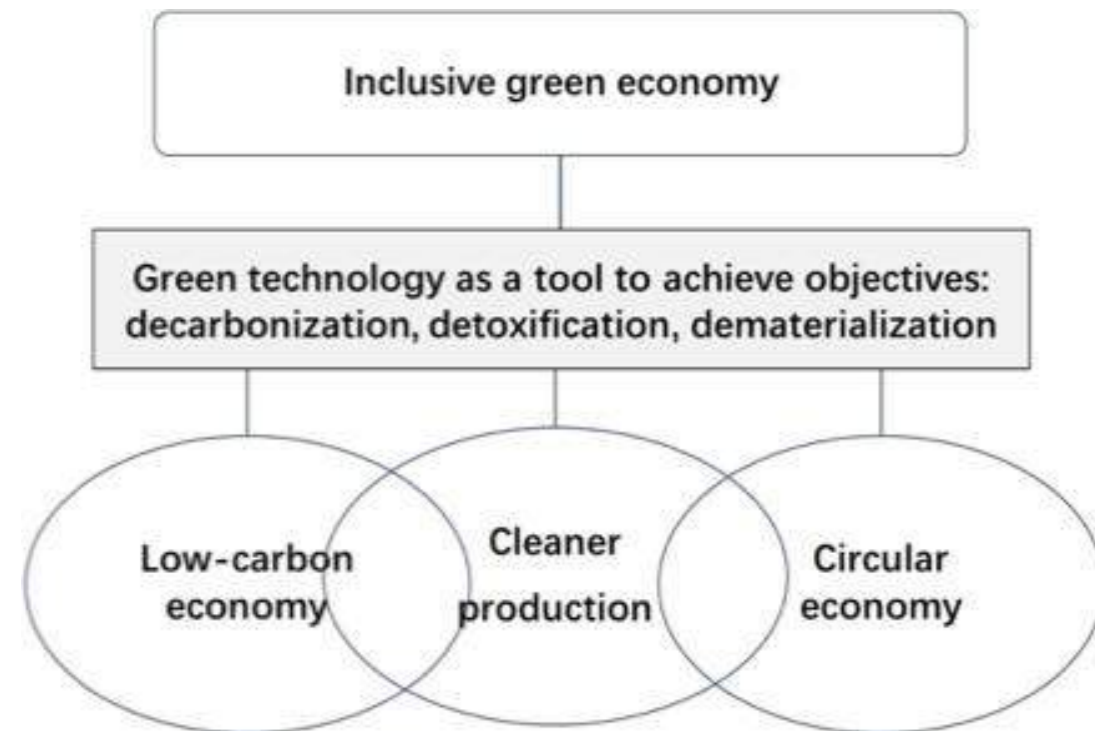 Inclusive green economy
Green technology as a tool to achieve objectives:
decarbonization, detoxification, dematerialization
Low-carbon
economy
Cleaner
production
Circular
economy